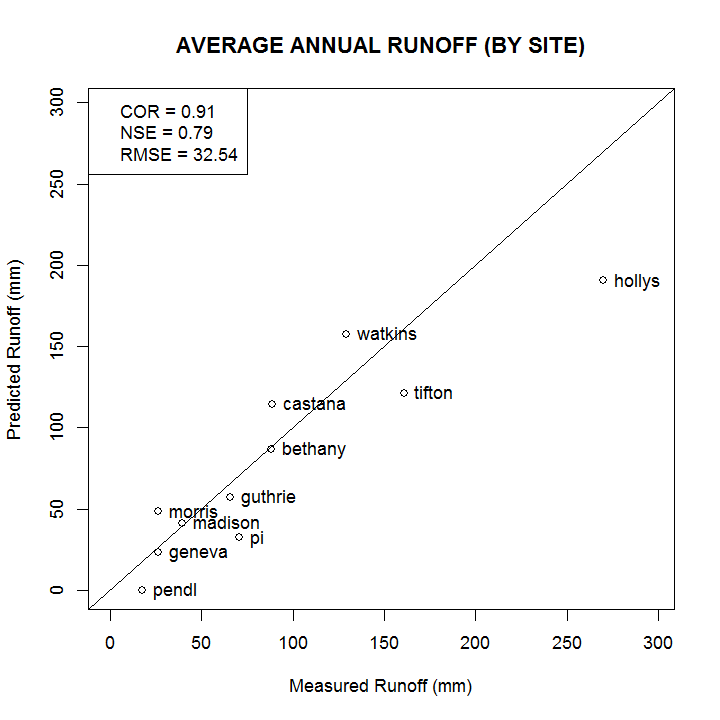 AVERAGE ANNUAL RUNOFF (BY SITE)
COR = 0.91
NSE = 0.79
RMSE = 32.54
Predicted Runoff (mm)
300
250
200
150
100
50
0
hollys
watkins
tifton
castana
bethany
guthrie
morris
madison
pi
geneva
pendl
0 50 100 150 200 250 300
Measured Runoff (mm)